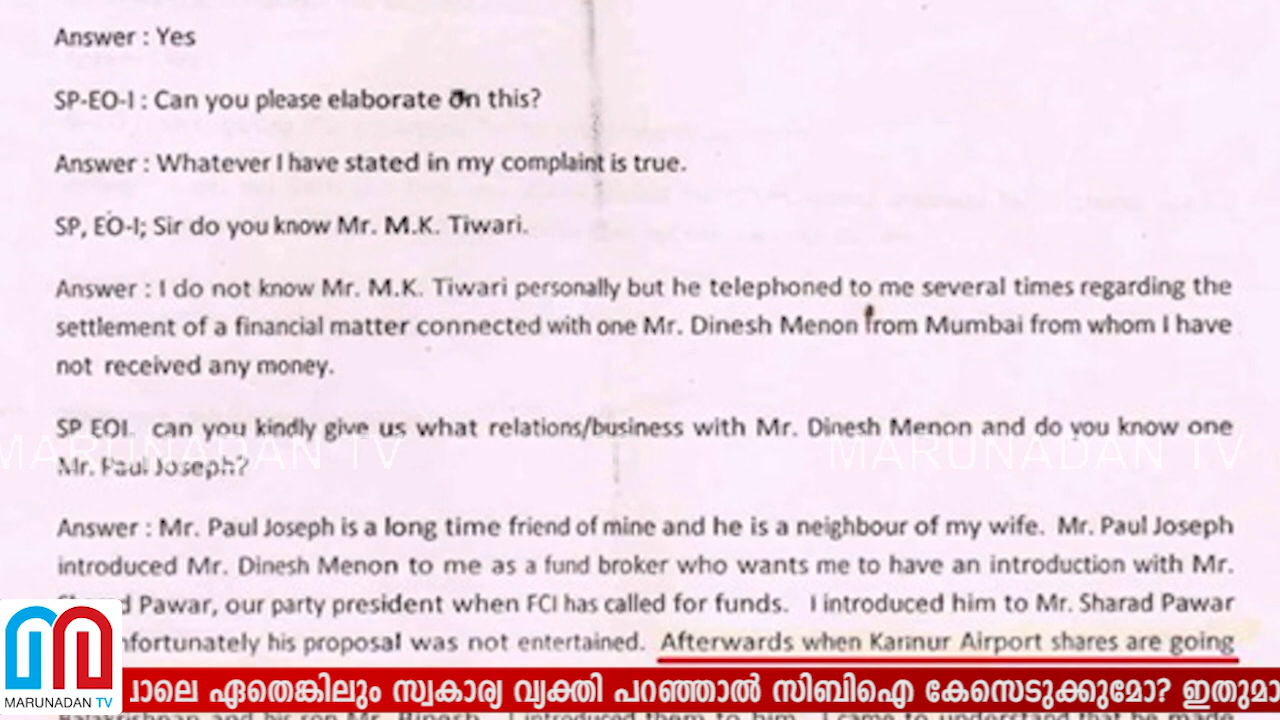 Answer : Yes
SP-EO-I : Can you please elaborate on this?
Answer : Whatever I have stated in my complaint is true.
SP, EO-I; Sir do you know Mr. M.K. Tiwari.
Answer : I do not know Mr. M.K. Tiwari personally but he telephoned to me several times regarding the
settlement of a financial matter connected with one Mr. Dinesh Menon from Mumbai from whom I have
not received any money.
SP EOI. can you kindly give us what relations/business with Mr. Dinesh Menon and do you know one
Mr. Paul Joseph?
MARUNADAN TV MARUNADAN TV
Answer : Mr. Paul Joseph is a long time friend of mine and he is a neighbour of my wife. Mr. Paul Joseph
introduced Mr. Dinesh Menon to me as a fund broker who wants me to have an introduction with Mr.
Pawar, our party president when FCI has called for funds. I introduced him to Mr. Sharad Pawar
nfortunately his proposal was not entertained. Afterwards when Kannur Airport shares are going
MARUNADAN TV
ഏതെങ്കിലും സ്വകാര്യ വ്യക്തി പറഞ്ഞാൽ സിബിഐ കേസെടുക്കുമോ? ഇതുമാ